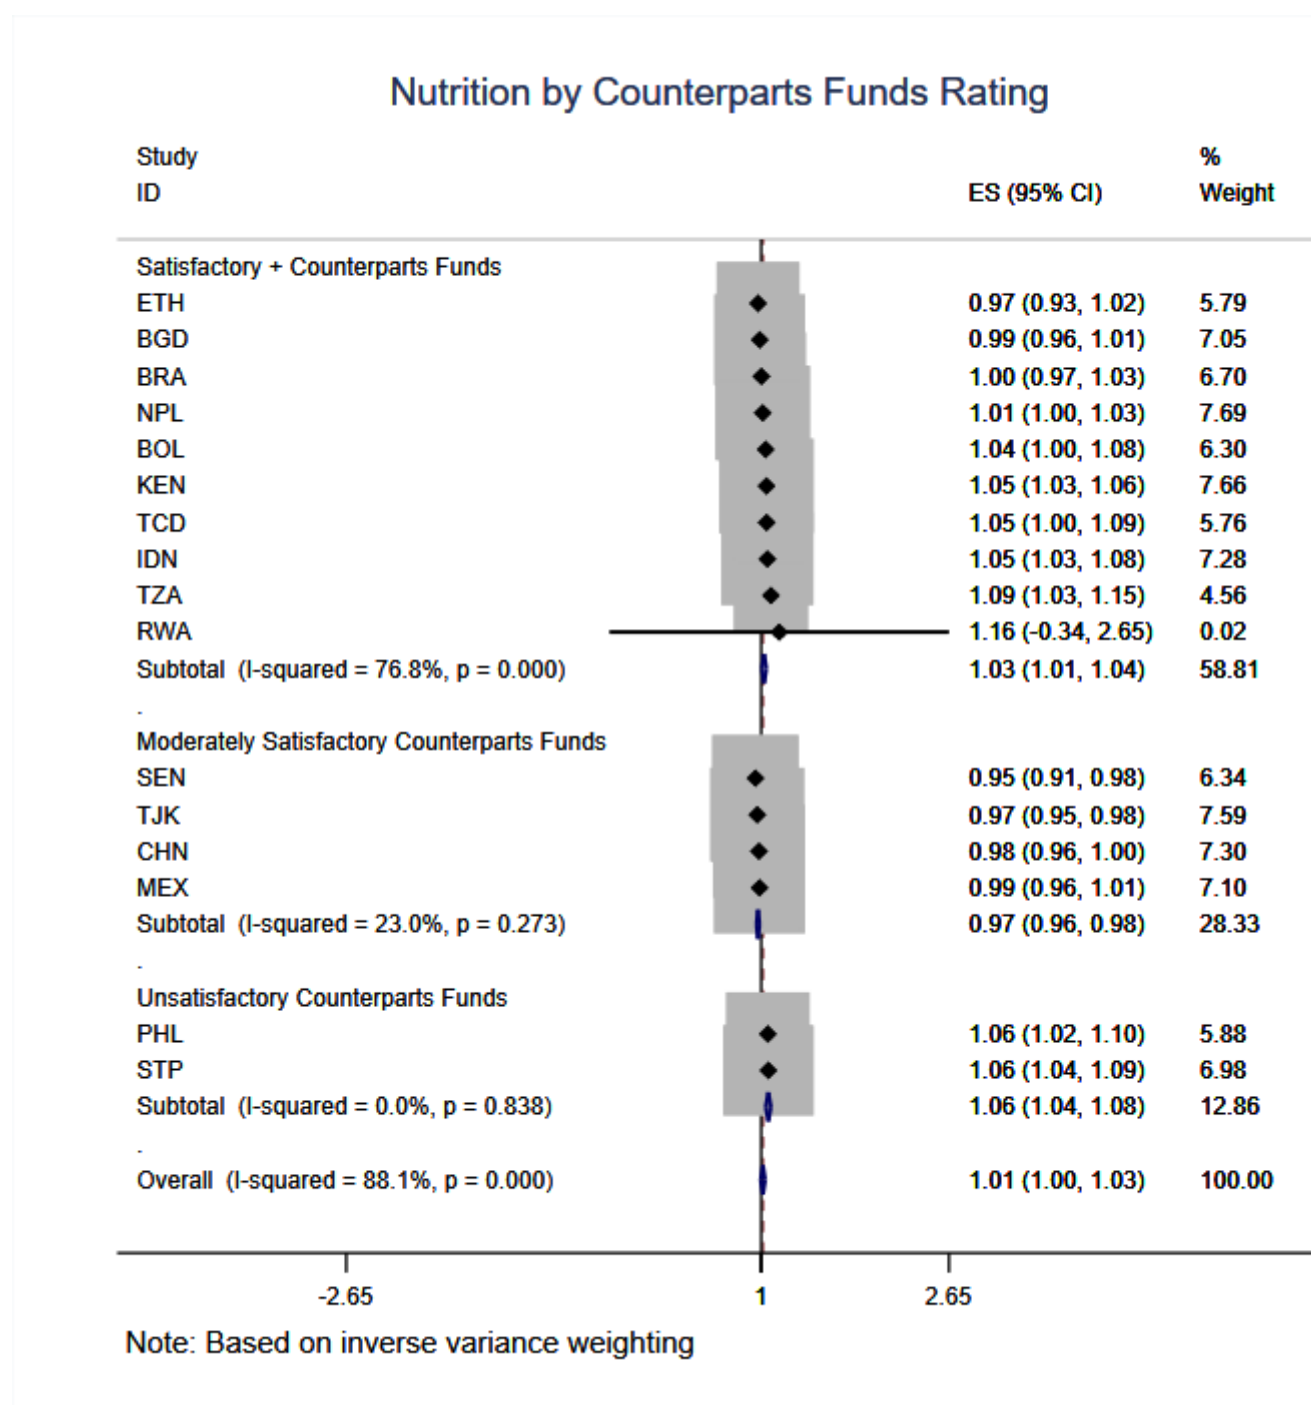 Nutrition by Counterparts Funds Rating
Study %
ID ES (95% CI) Weight
Satisfactory + Counterparts Funds
ETH 0.97 (0.93, 1.02) 5.79
BGD 0.99 (0.96, 1.01) 7.05
BRA 1.00 (0.97, 1.03) 6.70
NPL 1.01 (1.00, 1.03) 7.69
BOL 1.04 (1.00, 1.08) 6.30
KEN 1.05 (1.03, 1.06) 7.66
TCD 1.05 (1.00, 1.09) 5.76
IDN 1.05 (1.03, 1.08) 7.28
TZA 1.09 (1.03, 1.15) 4.56
RWA 1.16 (-0.34, 2.65) 0.02
Subtotal (I-squared = 76.8%, p = 0.000) 1.03 (1.01, 1.04) 58.81
.
Moderately Satisfactory Counterparts Funds
SEN 0.95 (0.91, 0.98) 6.34
TJK 0.97 (0.95, 0.98) 7.59
CHN 0.98 (0.96, 1.00) 7.30
MEX 0.99 (0.96, 1.01) 7.10
Subtotal (I-squared = 23.0%, p = 0.273) 0.97 (0.96, 0.98) 28.33
.
Unsatisfactory Counterparts Funds
PHL 1.06 (1.02, 1.10) 5.88
STP 1.06 (1.04, 1.09) 6.98
Subtotal (I-squared = 0.0%, p = 0.838) 1.06 (1.04, 1.08) 12.86
.
Overall (I-squared = 88.1%, p = 0.000) 1.01 (1.00, 1.03) 100.00
-2.65 1 2.65
Note: Based on inverse variance weighting